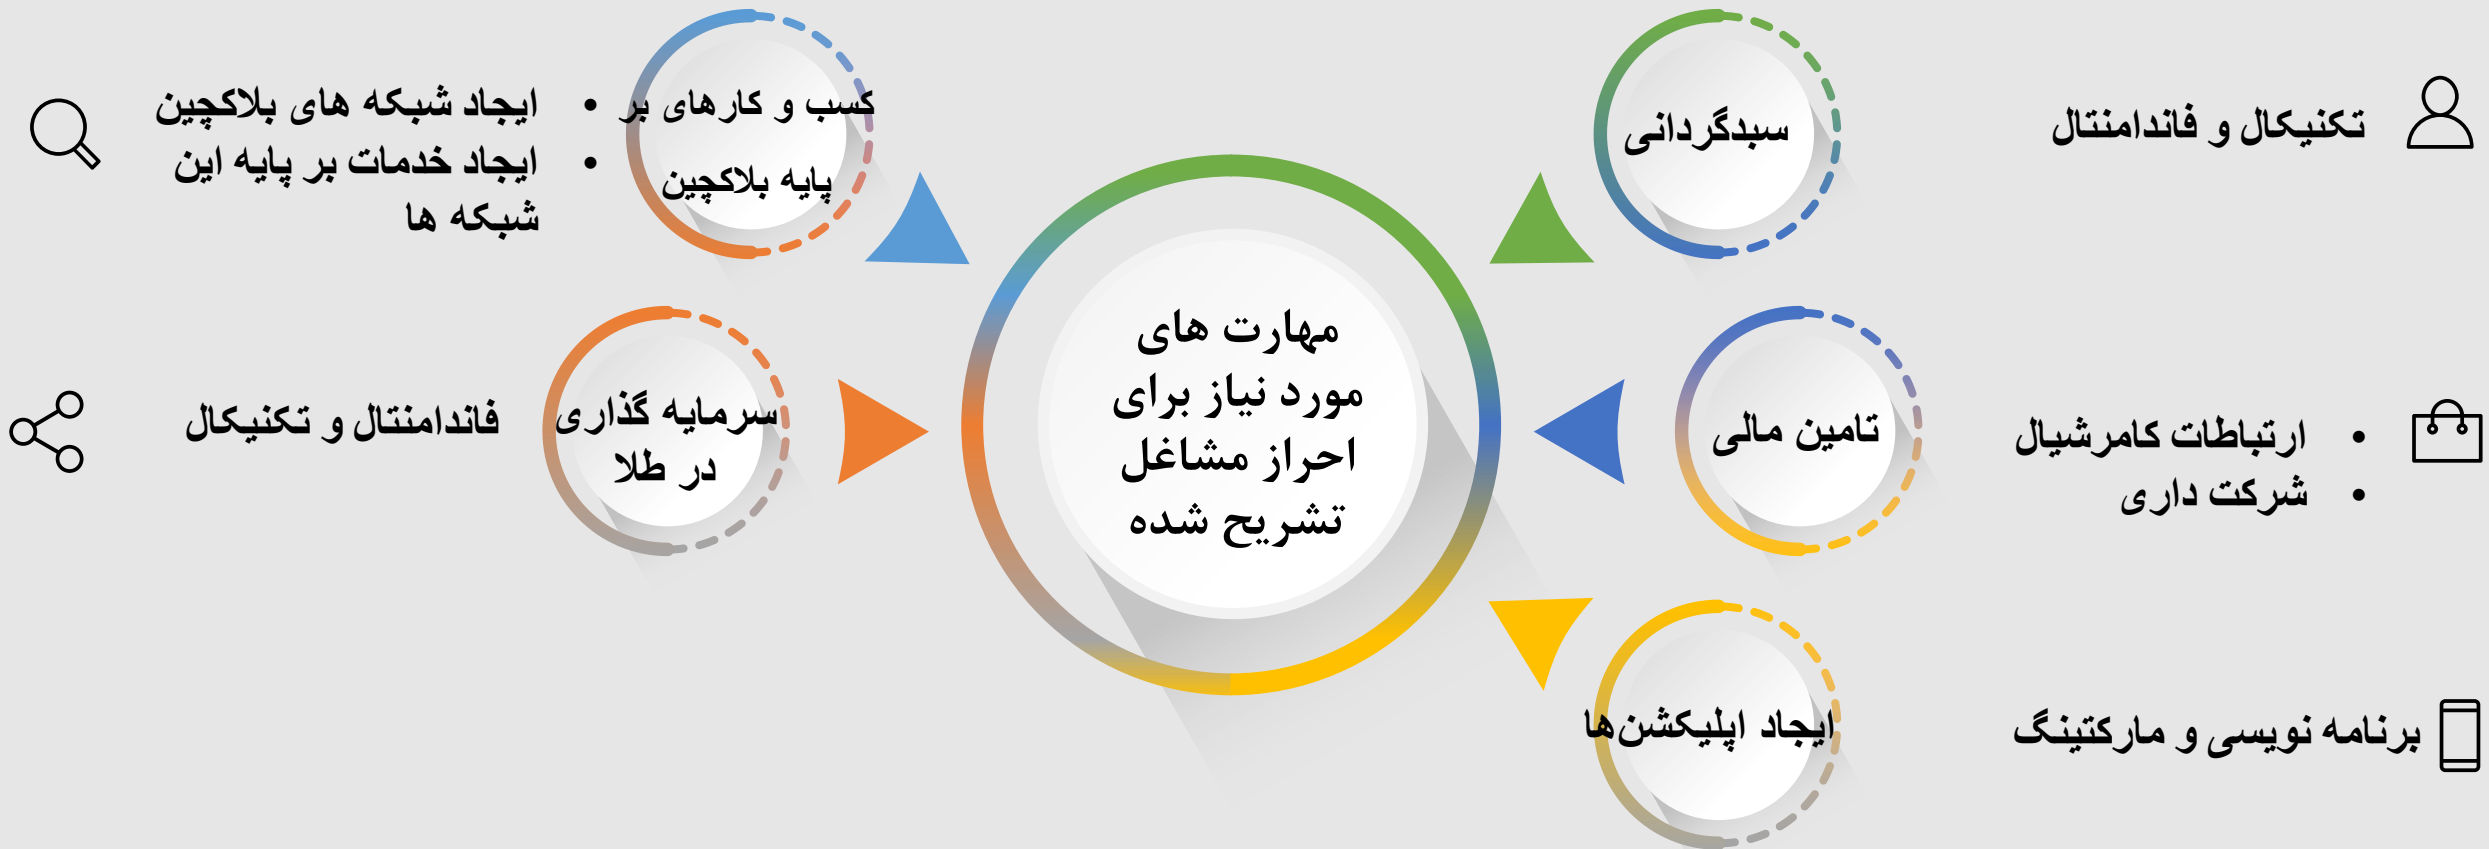 مهارت های
مورد نیاز برای
احراز مشاغل
تشریح شده
سبدگردانی
تکنیکال و فاندامنتال
تامین مالی
• ارتباطات کامرشیال
• شرکت داری
ایجاد اپلیکشن‌ها
برنامه نویسی و مارکتینگ
کسب و کارهای بر
پایه بلاکچین
• ایجاد شبکه های بلاکچین
• ایجاد خدمات بر پایه این
شبکه ها
سرمایه گذاری
در طلا
فاندامنتال و تکنیکال